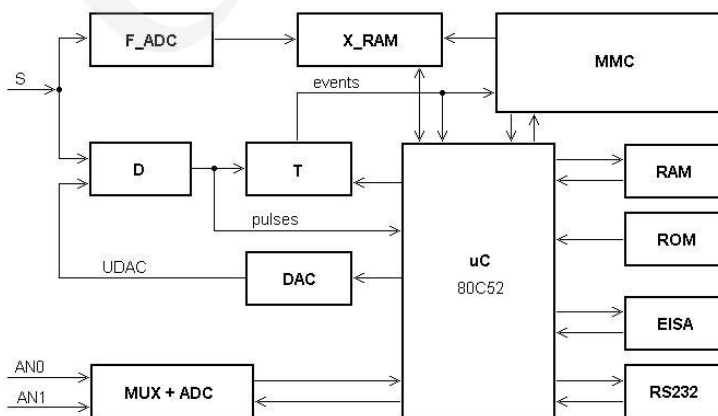 F_ADC
X_RAM
MMC
S
events
D
T
RAM
pulses
ROM
UDAC
DAC
uC
80C52
EISA
AN0
MUX + ADC
AN1
RS232